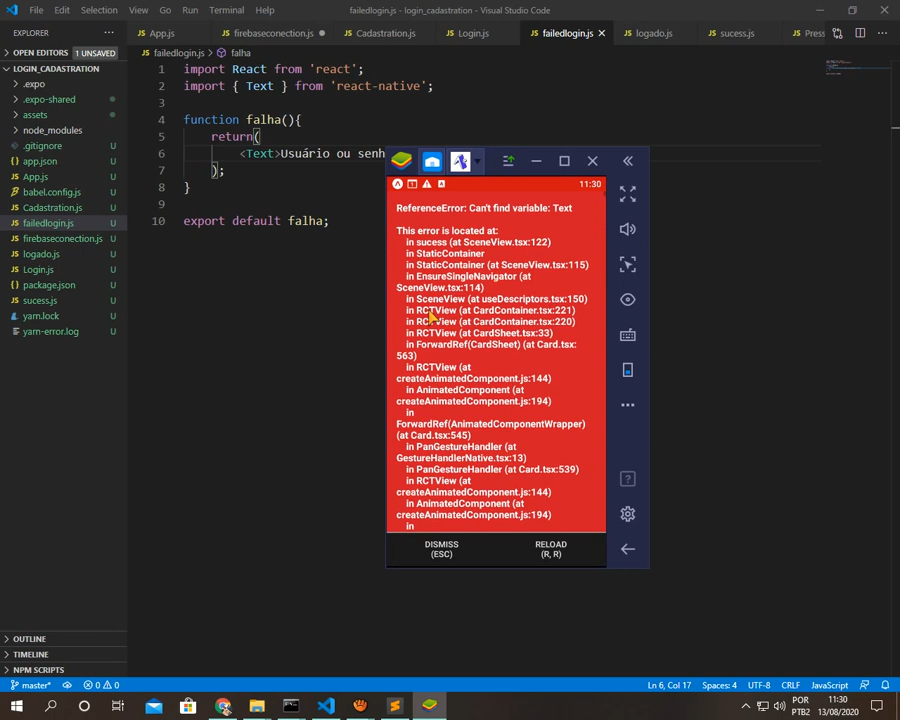 File Edit Selection View Go Run Terminal Help
failedlogin.js - login_cadastration - Visual Studio Code
EXPLORER
App.js
firebaseconection.js
Cadastration.js
Login.js
failedlogin.js
logado.js
sucess.js
Press
OPEN EDITORS 1 UNSAVED
failedlogin.js > falha
LOGIN_CADASTRATION
.expo
.expo-shared
assets
node_modules
.gitignore U
app.json U
App.js U
babel.config.js U
Cadastration.js U
failedlogin.js U
firebaseconection.js U
logado.js U
Login.js U
package.json U
sucess.js U
yarn.lock U
yarn-error.log U
1 import React from 'react';
2 import { Text } from 'react-native';
3
4 function falha(){
5 return(
6 <Text>Usuário ou senh
7 );
8 }
9
10 export default falha;
11:30
ReferenceError: Can't find variable: Text
This error is located at:
in sucess (at SceneView.tsx:122)
in StaticContainer
in StaticContainer (at SceneView.tsx:115)
in EnsureSingleNavigator (at
SceneView.tsx:114)
in SceneView (at useDescriptors.tsx:150)
in RCTView (at CardContainer.tsx:221)
in RCTView (at CardContainer.tsx:220)
in RCTView (at CardSheet.tsx:33)
in ForwardRef(CardSheet) (at Card.tsx:
563)
in RCTView (at
createAnimatedComponent.js:144)
in AnimatedComponent (at
createAnimatedComponent.js:194)
in
ForwardRef(AnimatedComponentWrapper)
(at Card.tsx:545)
in PanGestureHandler (at
GestureHandlerNative.tsx:13)
in PanGestureHandler (at Card.tsx:539)
in RCTView (at
createAnimatedComponent.js:144)
in AnimatedComponent (at
createAnimatedComponent.js:194)
in
DISMISS
(ESC)
RELOAD
(R, R)
OUTLINE
TIMELINE
NPM SCRIPTS
master* 0 0
Ln 6, Col 17 Spaces: 4 UTF-8 CRLF JavaScript
POR
PTB2
11:30
13/08/2020